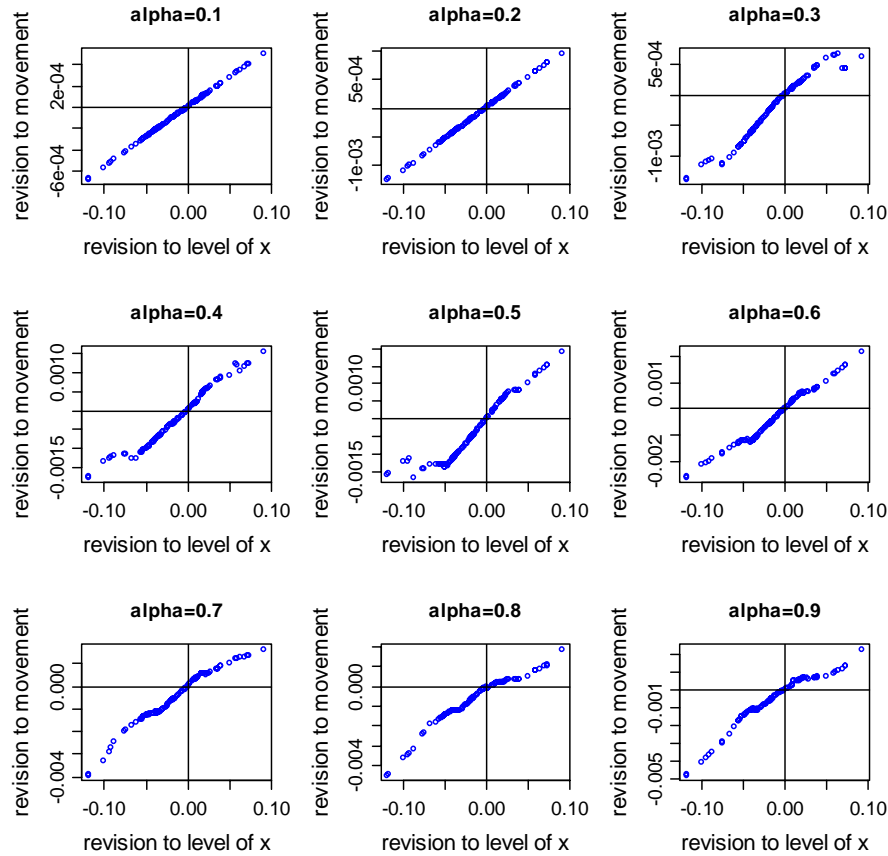 alpha=0.1
revision to movement
-6e-04 2e-04
-0.10 0.00 0.10
revision to level of x
alpha=0.2
revision to movement
-1e-03 5e-04
-0.10 0.00 0.10
revision to level of x
alpha=0.3
revision to movement
-1e-03 5e-04
-0.10 0.00 0.10
revision to level of x
alpha=0.4
revision to movement
-0.0015 0.0010
-0.10 0.00 0.10
revision to level of x
alpha=0.5
revision to movement
-0.0015 0.0010
-0.10 0.00 0.10
revision to level of x
alpha=0.6
revision to movement
-0.002 0.001
-0.10 0.00 0.10
revision to level of x
alpha=0.7
revision to movement
-0.004 0.000
-0.10 0.00 0.10
revision to level of x
alpha=0.8
revision to movement
-0.004 0.000
-0.10 0.00 0.10
revision to level of x
alpha=0.9
revision to movement
-0.005 -0.001
-0.10 0.00 0.10
revision to level of x